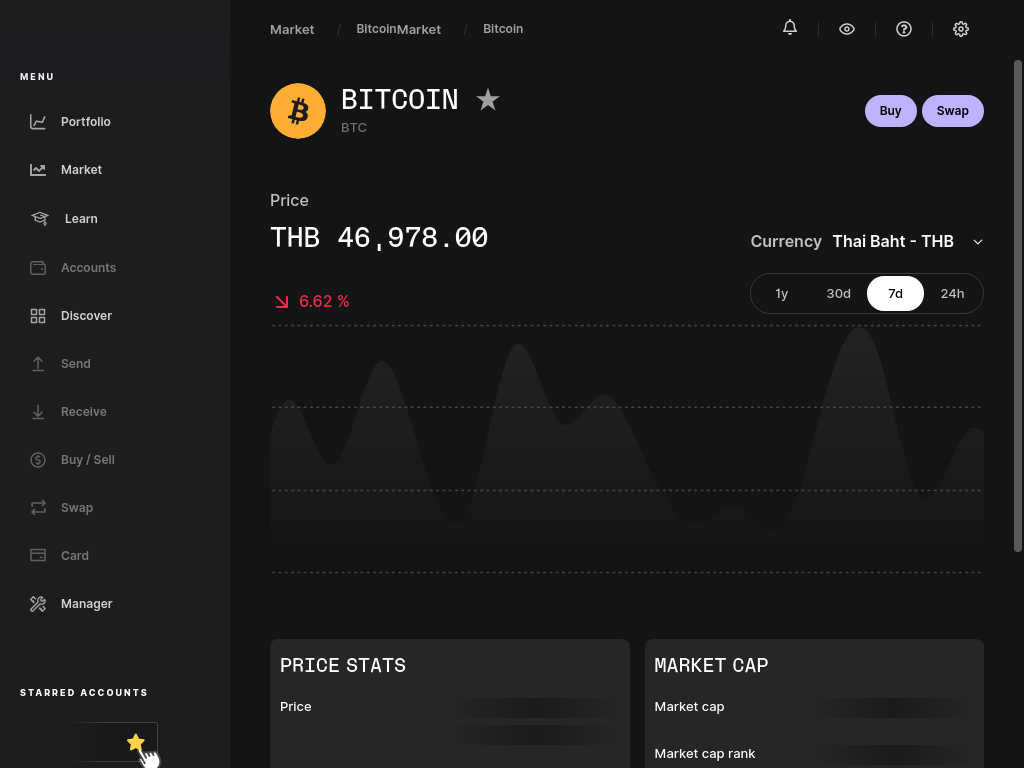 Market / BitcoinMarket / Bitcoin
MENU
Portfolio
Market
Learn
Accounts
Discover
Send
Receive
Buy / Sell
Swap
Card
Manager
STARRED ACCOUNTS
BITCOIN
BTC
Buy
Swap
Price
THB 46,978.00
Currency Thai Baht - THB
6.62 %
1y 30d 7d 24h
PRICE STATS
Price
MARKET CAP
Market cap
Market cap rank